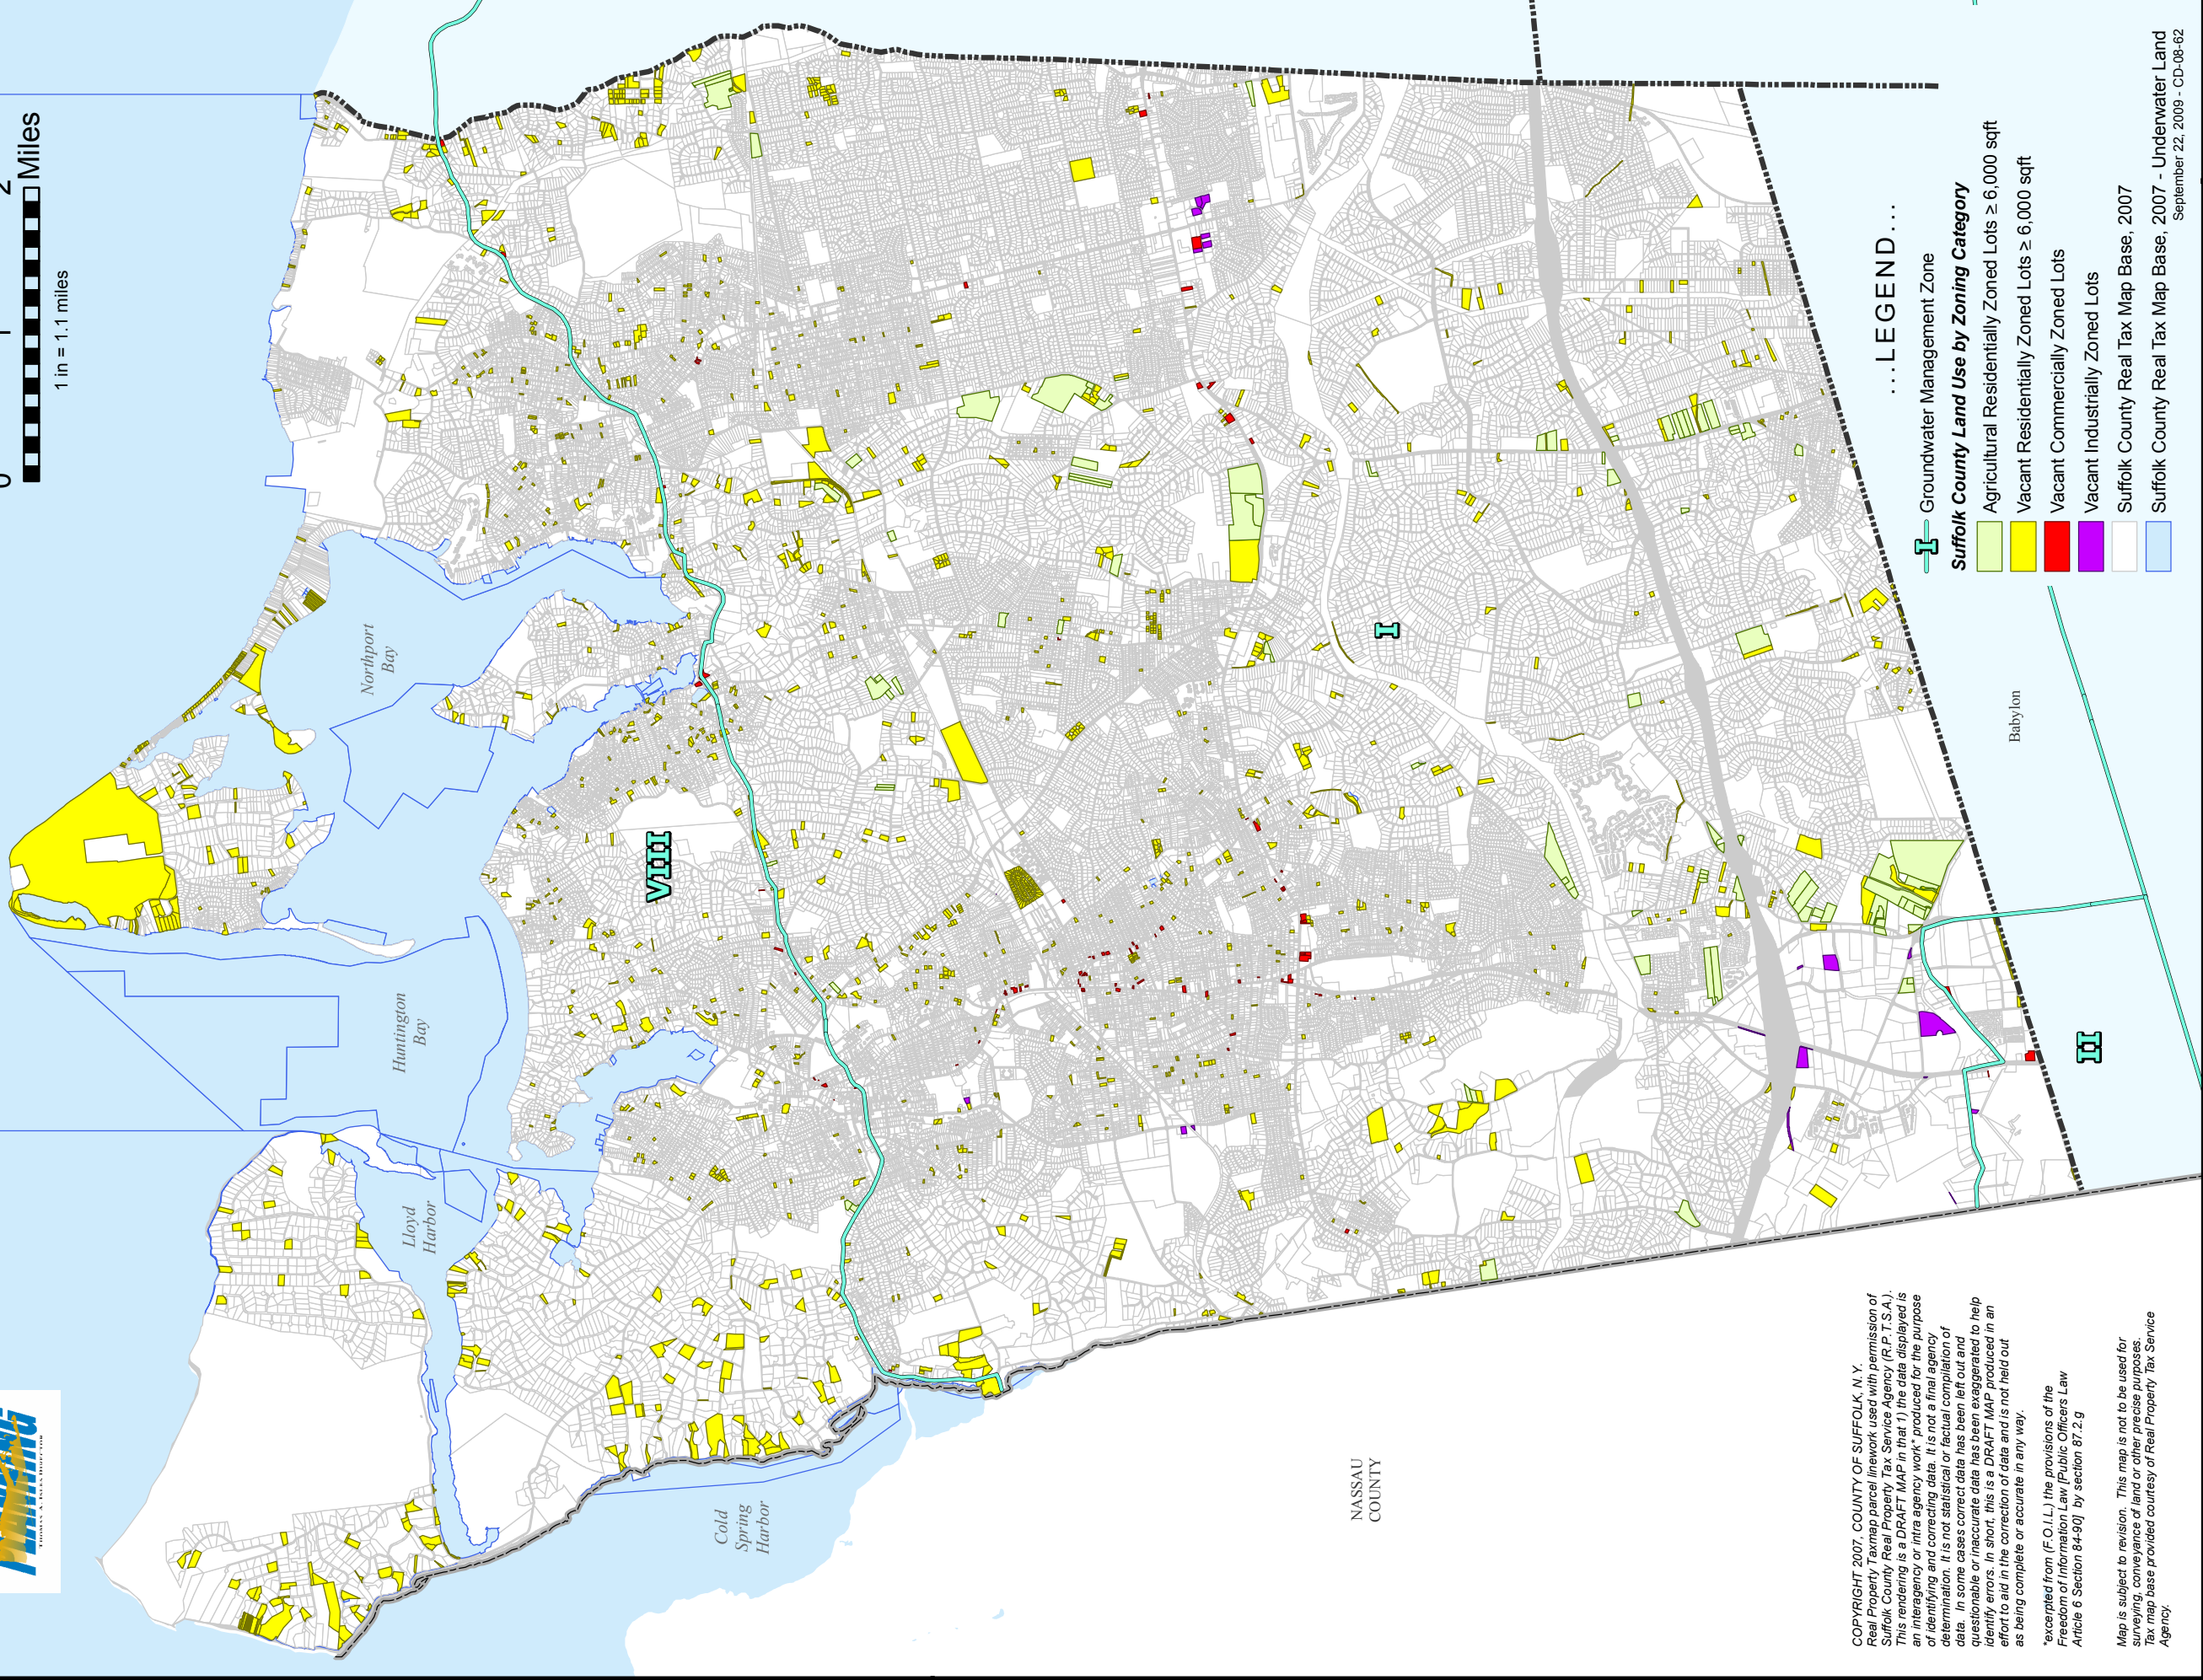 0 1 2 Miles
1 in = 1.1 miles
Northport
Bay
Huntington
Bay
Lloyd
Harbor
Cold
Spring
Harbor
VIII
I
II
NASSAU
COUNTY
Babylon
...LEGEND...
I Groundwater Management Zone
Suffolk County Land Use by Zoning Category
Agricultural Residentially Zoned Lots ≥ 6,000 sqft
Vacant Residentially Zoned Lots ≥ 6,000 sqft
Vacant Commercially Zoned Lots
Vacant Industrially Zoned Lots
Suffolk County Real Tax Map Base, 2007
Suffolk County Real Tax Map Base, 2007 - Underwater Land
September 22, 2009 - CD-08-62
COPYRIGHT 2007, COUNTY OF SUFFOLK, N.Y.
Real Property Taxmap parcel linework used with permission of
Suffolk County Real Property Tax Service Agency (R.P.T.S.A.).
This rendering is a DRAFT MAP in that 1) the data displayed is
an interagency or intra agency work* produced for the purpose
of identifying and correcting data. It is not a final agency
determination. It is not statistical or factual compilation of
data. In some cases correct data has been left out and
questionable or inaccurate data has been exaggerated to help
identify errors. In short, this is a DRAFT MAP produced in an
effort to aid in the correction of data and is not held out
as being complete or accurate in any way.
*excerpted from (F.O.I.L.) the provisions of the
Freedom of Information Law [Public Officers Law
Article 6 Section 84-90] by section 87.2.g
Map is subject to revision. This map is not to be used for
surveying, conveyance of land or other precise purposes.
Tax map base provided courtesy of Real Property Tax Service
Agency.